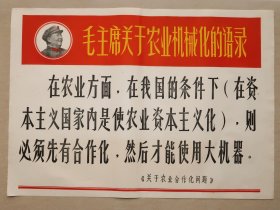 毛主席关于农业机械化的语录
在农业方面，在我国的条件下（在资
本主义国家内是使农业资本主义化），则
必须先有合作化，然后才能使用大机器。
《关于农业合作化问题》